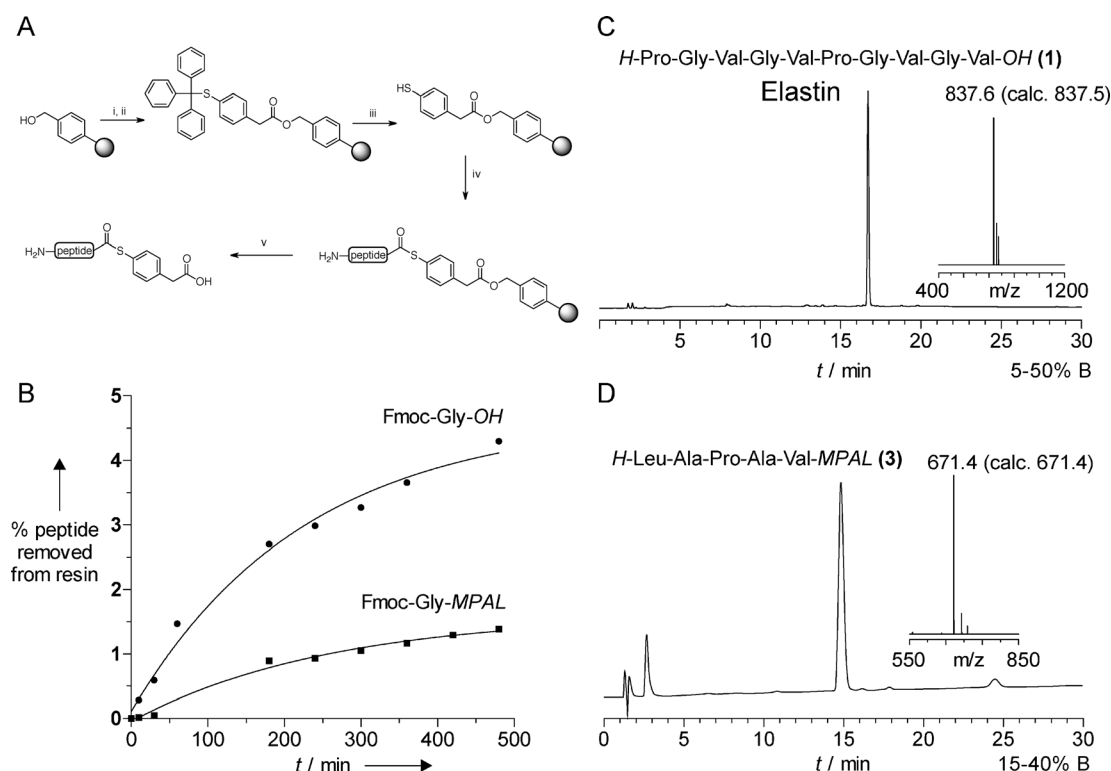 A
HO
i, ii
S
O
O
iii
HS
O
O
iv
H₂N
peptide
O
S
O
O
v
H₂N
peptide
O
S
O
OH
B
Fmoc-Gly-OH
Fmoc-Gly-MPAL
% peptide
removed
from resin
5
4
3
2
1
0
0 100 200 300 400 500
t / min
C
H-Pro-Gly-Val-Gly-Val-Pro-Gly-Val-Gly-Val-OH (1)
Elastin
837.6 (calc. 837.5)
400 m/z 1200
5 10 15 20 25 30
t / min
5-50% B
D
H-Leu-Ala-Pro-Ala-Val-MPAL (3)
671.4 (calc. 671.4)
550 m/z 850
0 5 10 15 20 25 30
t / min
15-40% B